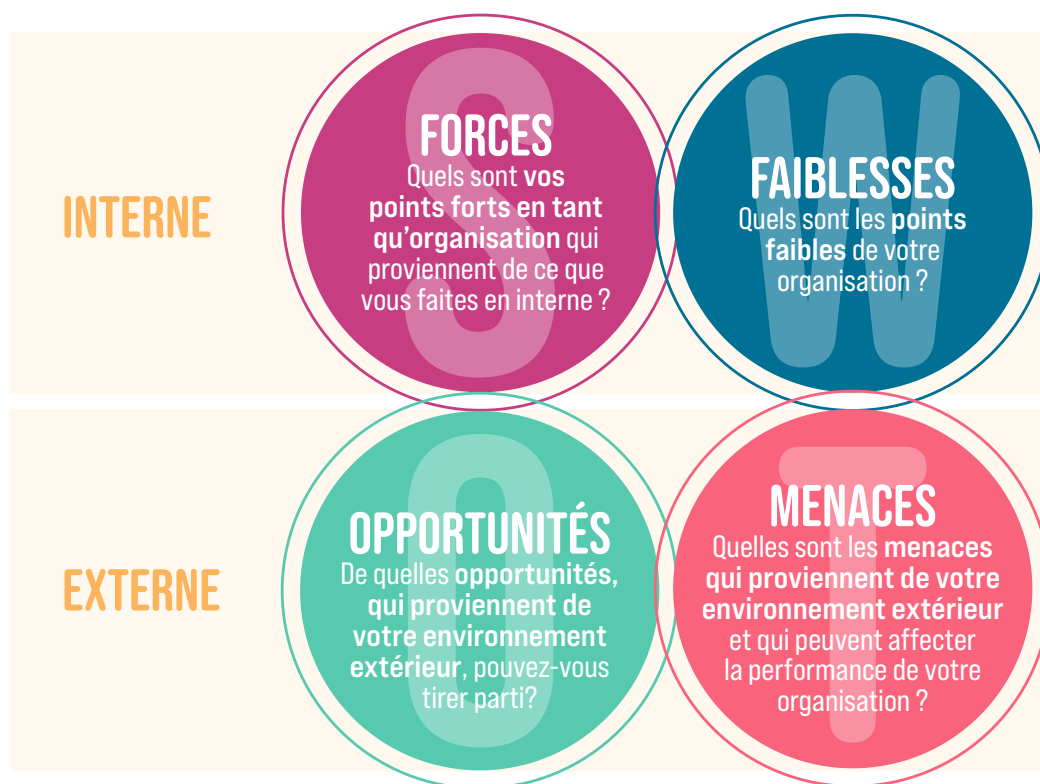 INTERNE
S
FORCES
Quels sont vos
points forts en tant
qu’organisation qui
proviennent de ce que
vous faites en interne ?
W
FAIBLESSES
Quels sont les points
faibles de votre
organisation ?
EXTERNE
O
OPPORTUNITÉS
De quelles opportunités,
qui proviennent de
votre environnement
extérieur, pouvez-vous
tirer parti?
T
MENACES
Quelles sont les menaces
qui proviennent de votre
environnement extérieur
et qui peuvent affecter
la performance de votre
organisation ?